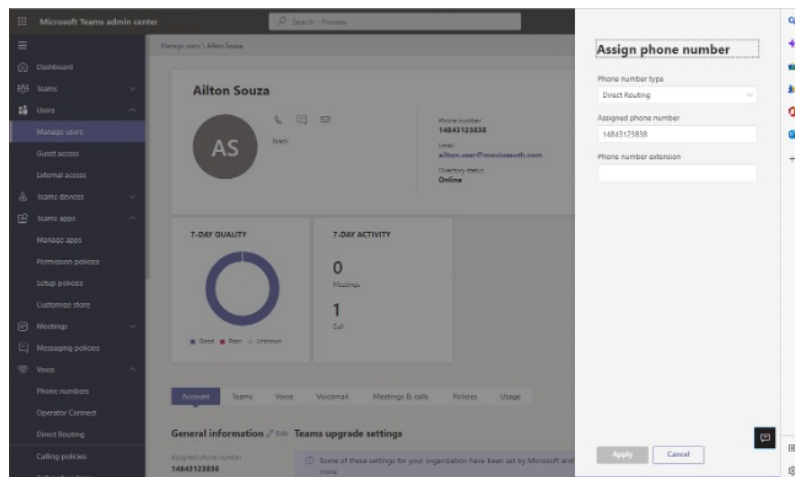 Microsoft Teams admin center
Search - Preview
Manage users \ Ailton Souza
Dashboard
Teams
Users
Manage users
Guest access
External access
Teams devices
Teams apps
Manage apps
Permission policies
Setup policies
Customize store
Meetings
Messaging policies
Voice
Phone numbers
Operator Connect
Direct Routing
Calling policies
Ailton Souza
AS
Phone number
14843123838
Email
Directory status
Online
7-DAY QUALITY
Good Poor Unknown
7-DAY ACTIVITY
0
Meetings
1
Call
Account Teams Voice Voicemail Meetings & calls Policies Usage
General information Edit
Assigned phone number
14843123838
Teams upgrade settings
Some of these settings for your organization have been set by Microsoft and
more
Assign phone number
Phone number type
Direct Routing
Assigned phone number
14843123838
Phone number extension
Apply Cancel